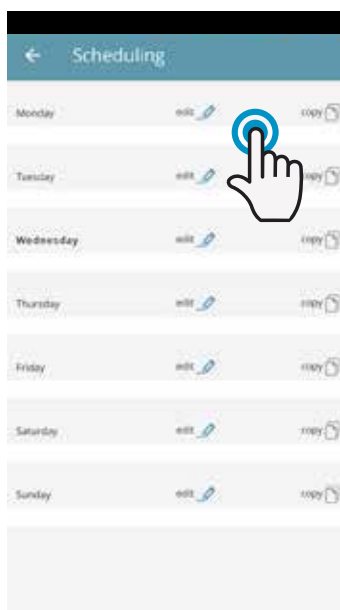 Scheduling
Monday edit copy
Tuesday edit copy
Wednesday edit copy
Thursday edit copy
Friday edit copy
Saturday edit copy
Sunday edit copy